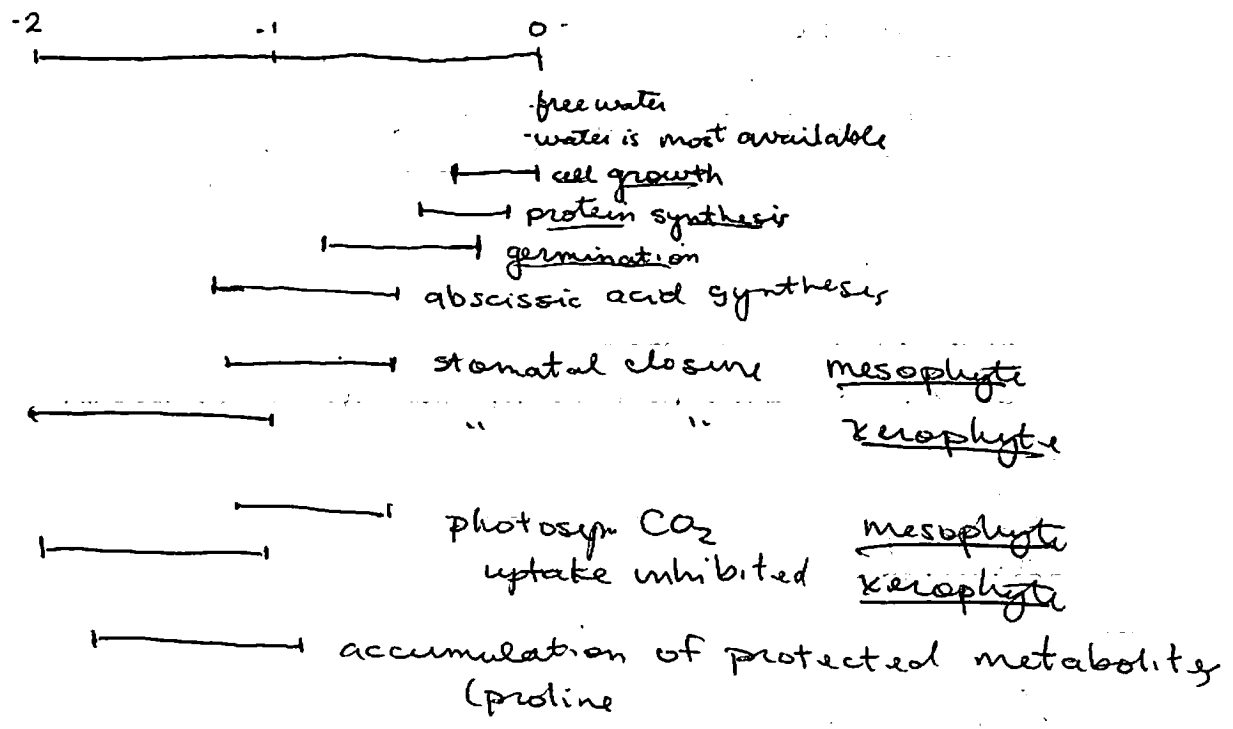 -2 -1 0
-free water
-water is most available
cell growth
protein synthesis
germination
abscissic acid synthesis
stomatal closure mesophyte
" " xerophyte
photosyn CO2 mesophyte
uptake inhibited xerophyte
accumulation of protected metabolites
(proline